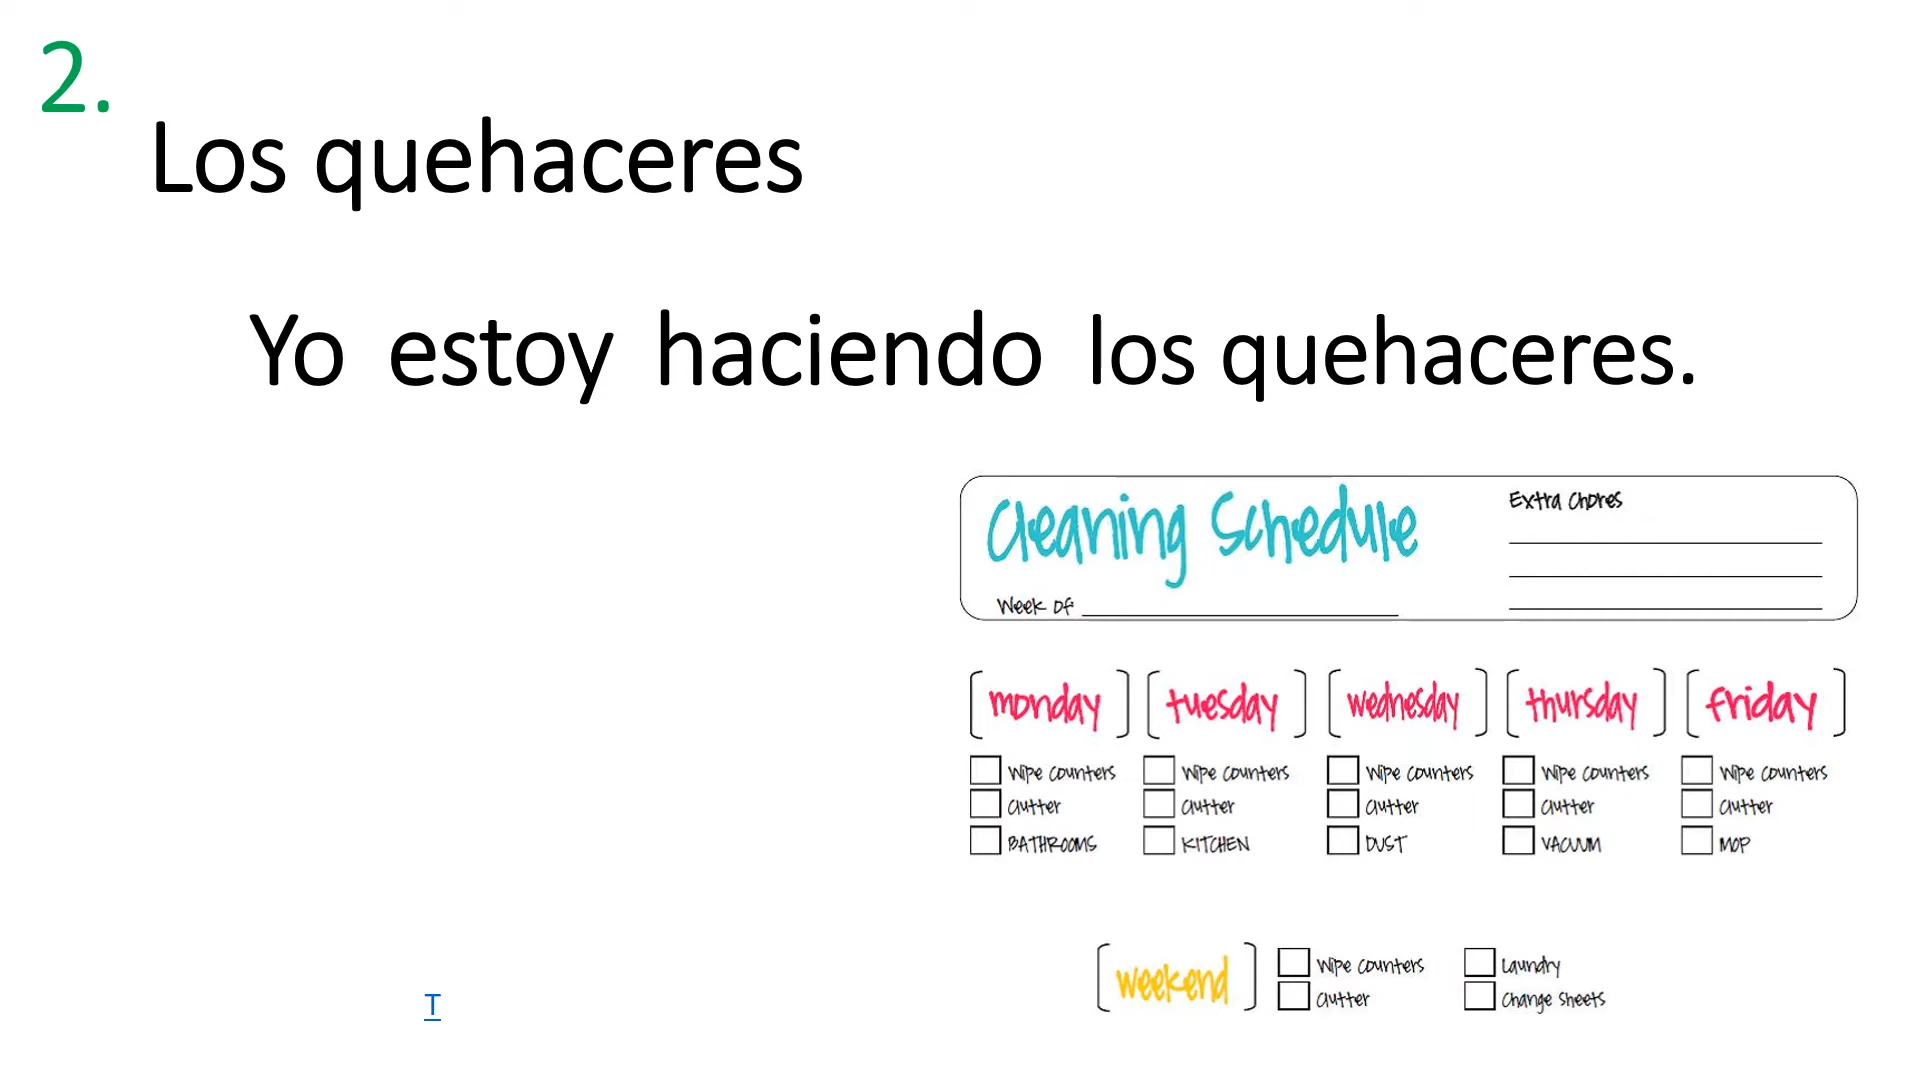 2.
Los quehaceres
Yo estoy haciendo los quehaceres.
Cleaning Schedule
Extra Chores
Week of
monday tuesday wednesday thursday friday
Wipe Counters Wipe Counters Wipe Counters Wipe Counters Wipe Counters
Clutter Clutter Clutter Clutter Clutter
BATHROOMS KITCHEN DUST VACUUM MOP
weekend
Wipe Counters Laundry
Clutter Change Sheets
T